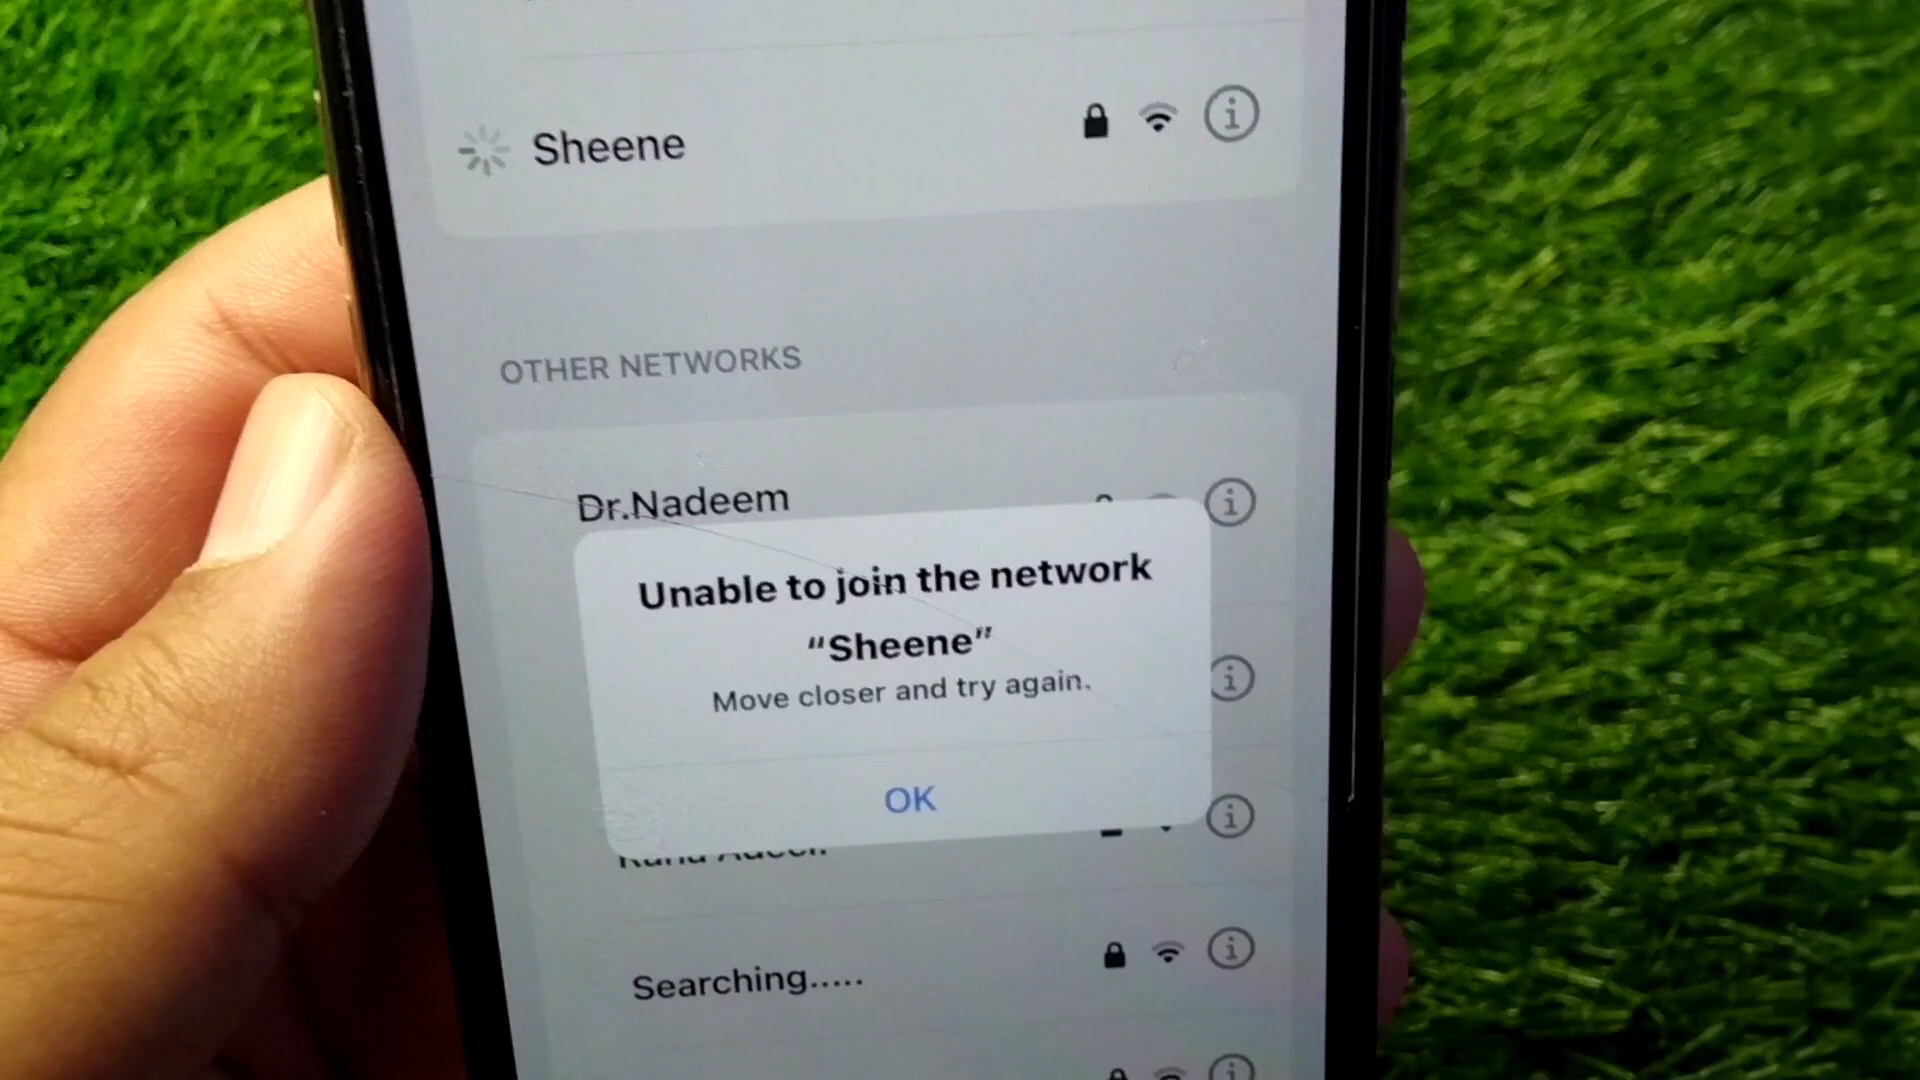 Sheene
OTHER NETWORKS
Dr.Nadeem
Unable to join the network
“Sheene”
Move closer and try again.
OK
Searching.....